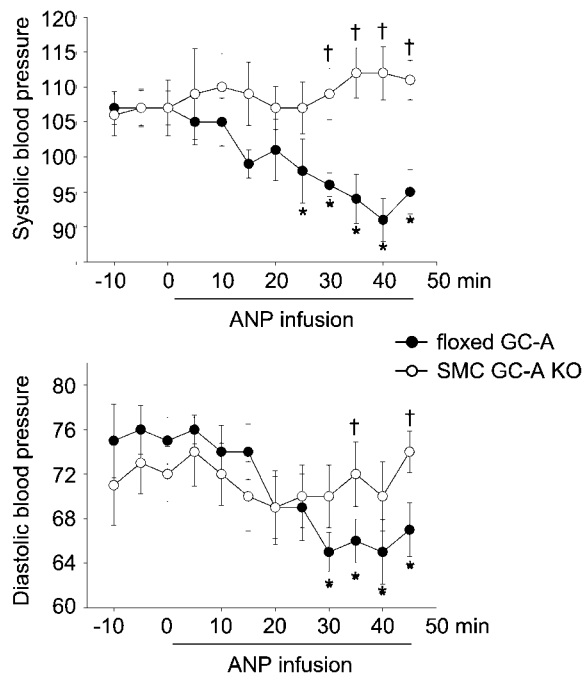 † † † †
120
115
110
105
100
95
90
Systolic blood pressure
* * * * *
-10 0 10 20 30 40 50 min
ANP infusion
floxed GC-A
SMC GC-A KO
80
76
72
68
64
60
Diastolic blood pressure
† †
* * * *
-10 0 10 20 30 40 50 min
ANP infusion